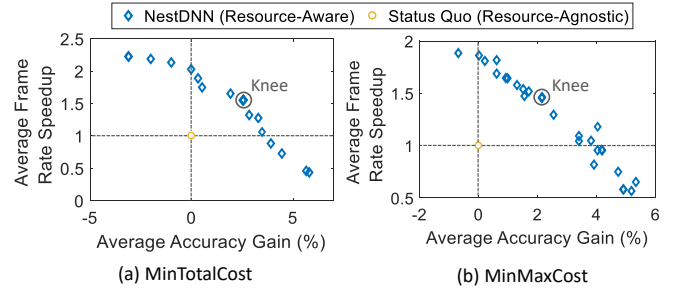 NestDNN (Resource-Aware) Status Quo (Resource-Agnostic)
Average Frame
Rate Speedup
2.5
2
1.5
1
0.5
0
-5
0
5
Knee
Average Accuracy Gain (%)
(a) MinTotalCost
Average Frame
Rate Speedup
2
1.5
1
0.5
-2
0
2
4
6
Knee
Average Accuracy Gain (%)
(b) MinMaxCost